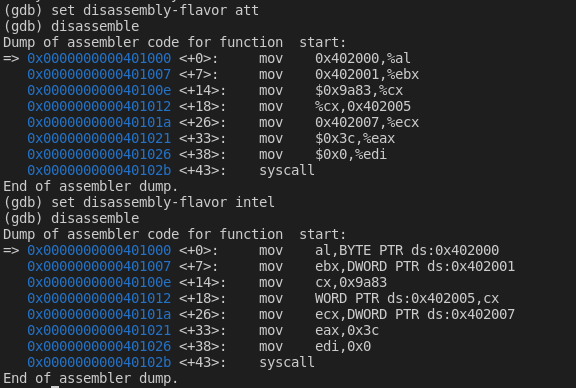 (gdb) set disassembly-flavor att
(gdb) disassemble
Dump of assembler code for function _start:
=> 0x0000000000401000 <+0>:	mov    0x402000,%al
   0x0000000000401007 <+7>:	mov    0x402001,%ebx
   0x000000000040100e <+14>:	mov    $0x9a83,%cx
   0x0000000000401012 <+18>:	mov    %cx,0x402005
   0x000000000040101a <+26>:	mov    0x402007,%ecx
   0x0000000000401021 <+33>:	mov    $0x3c,%eax
   0x0000000000401026 <+38>:	mov    $0x0,%edi
   0x000000000040102b <+43>:	syscall
End of assembler dump.
(gdb) set disassembly-flavor intel
(gdb) disassemble
Dump of assembler code for function _start:
=> 0x0000000000401000 <+0>:	mov    al,BYTE PTR ds:0x402000
   0x0000000000401007 <+7>:	mov    ebx,DWORD PTR ds:0x402001
   0x000000000040100e <+14>:	mov    cx,0x9a83
   0x0000000000401012 <+18>:	mov    WORD PTR ds:0x402005,cx
   0x000000000040101a <+26>:	mov    ecx,DWORD PTR ds:0x402007
   0x0000000000401021 <+33>:	mov    eax,0x3c
   0x0000000000401026 <+38>:	mov    edi,0x0
   0x000000000040102b <+43>:	syscall
End of assembler dump.